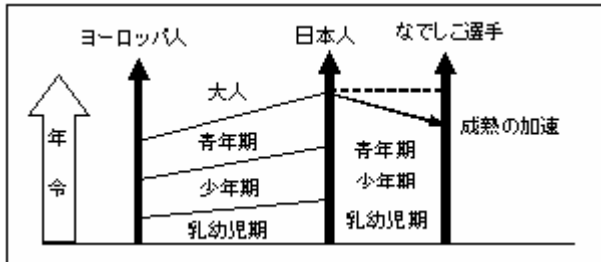 ヨーロッパ人
日本人
なでしこ選手
大人
成熟の加速
年令
青年期
青年期
少年期
少年期
乳幼児期
乳幼児期